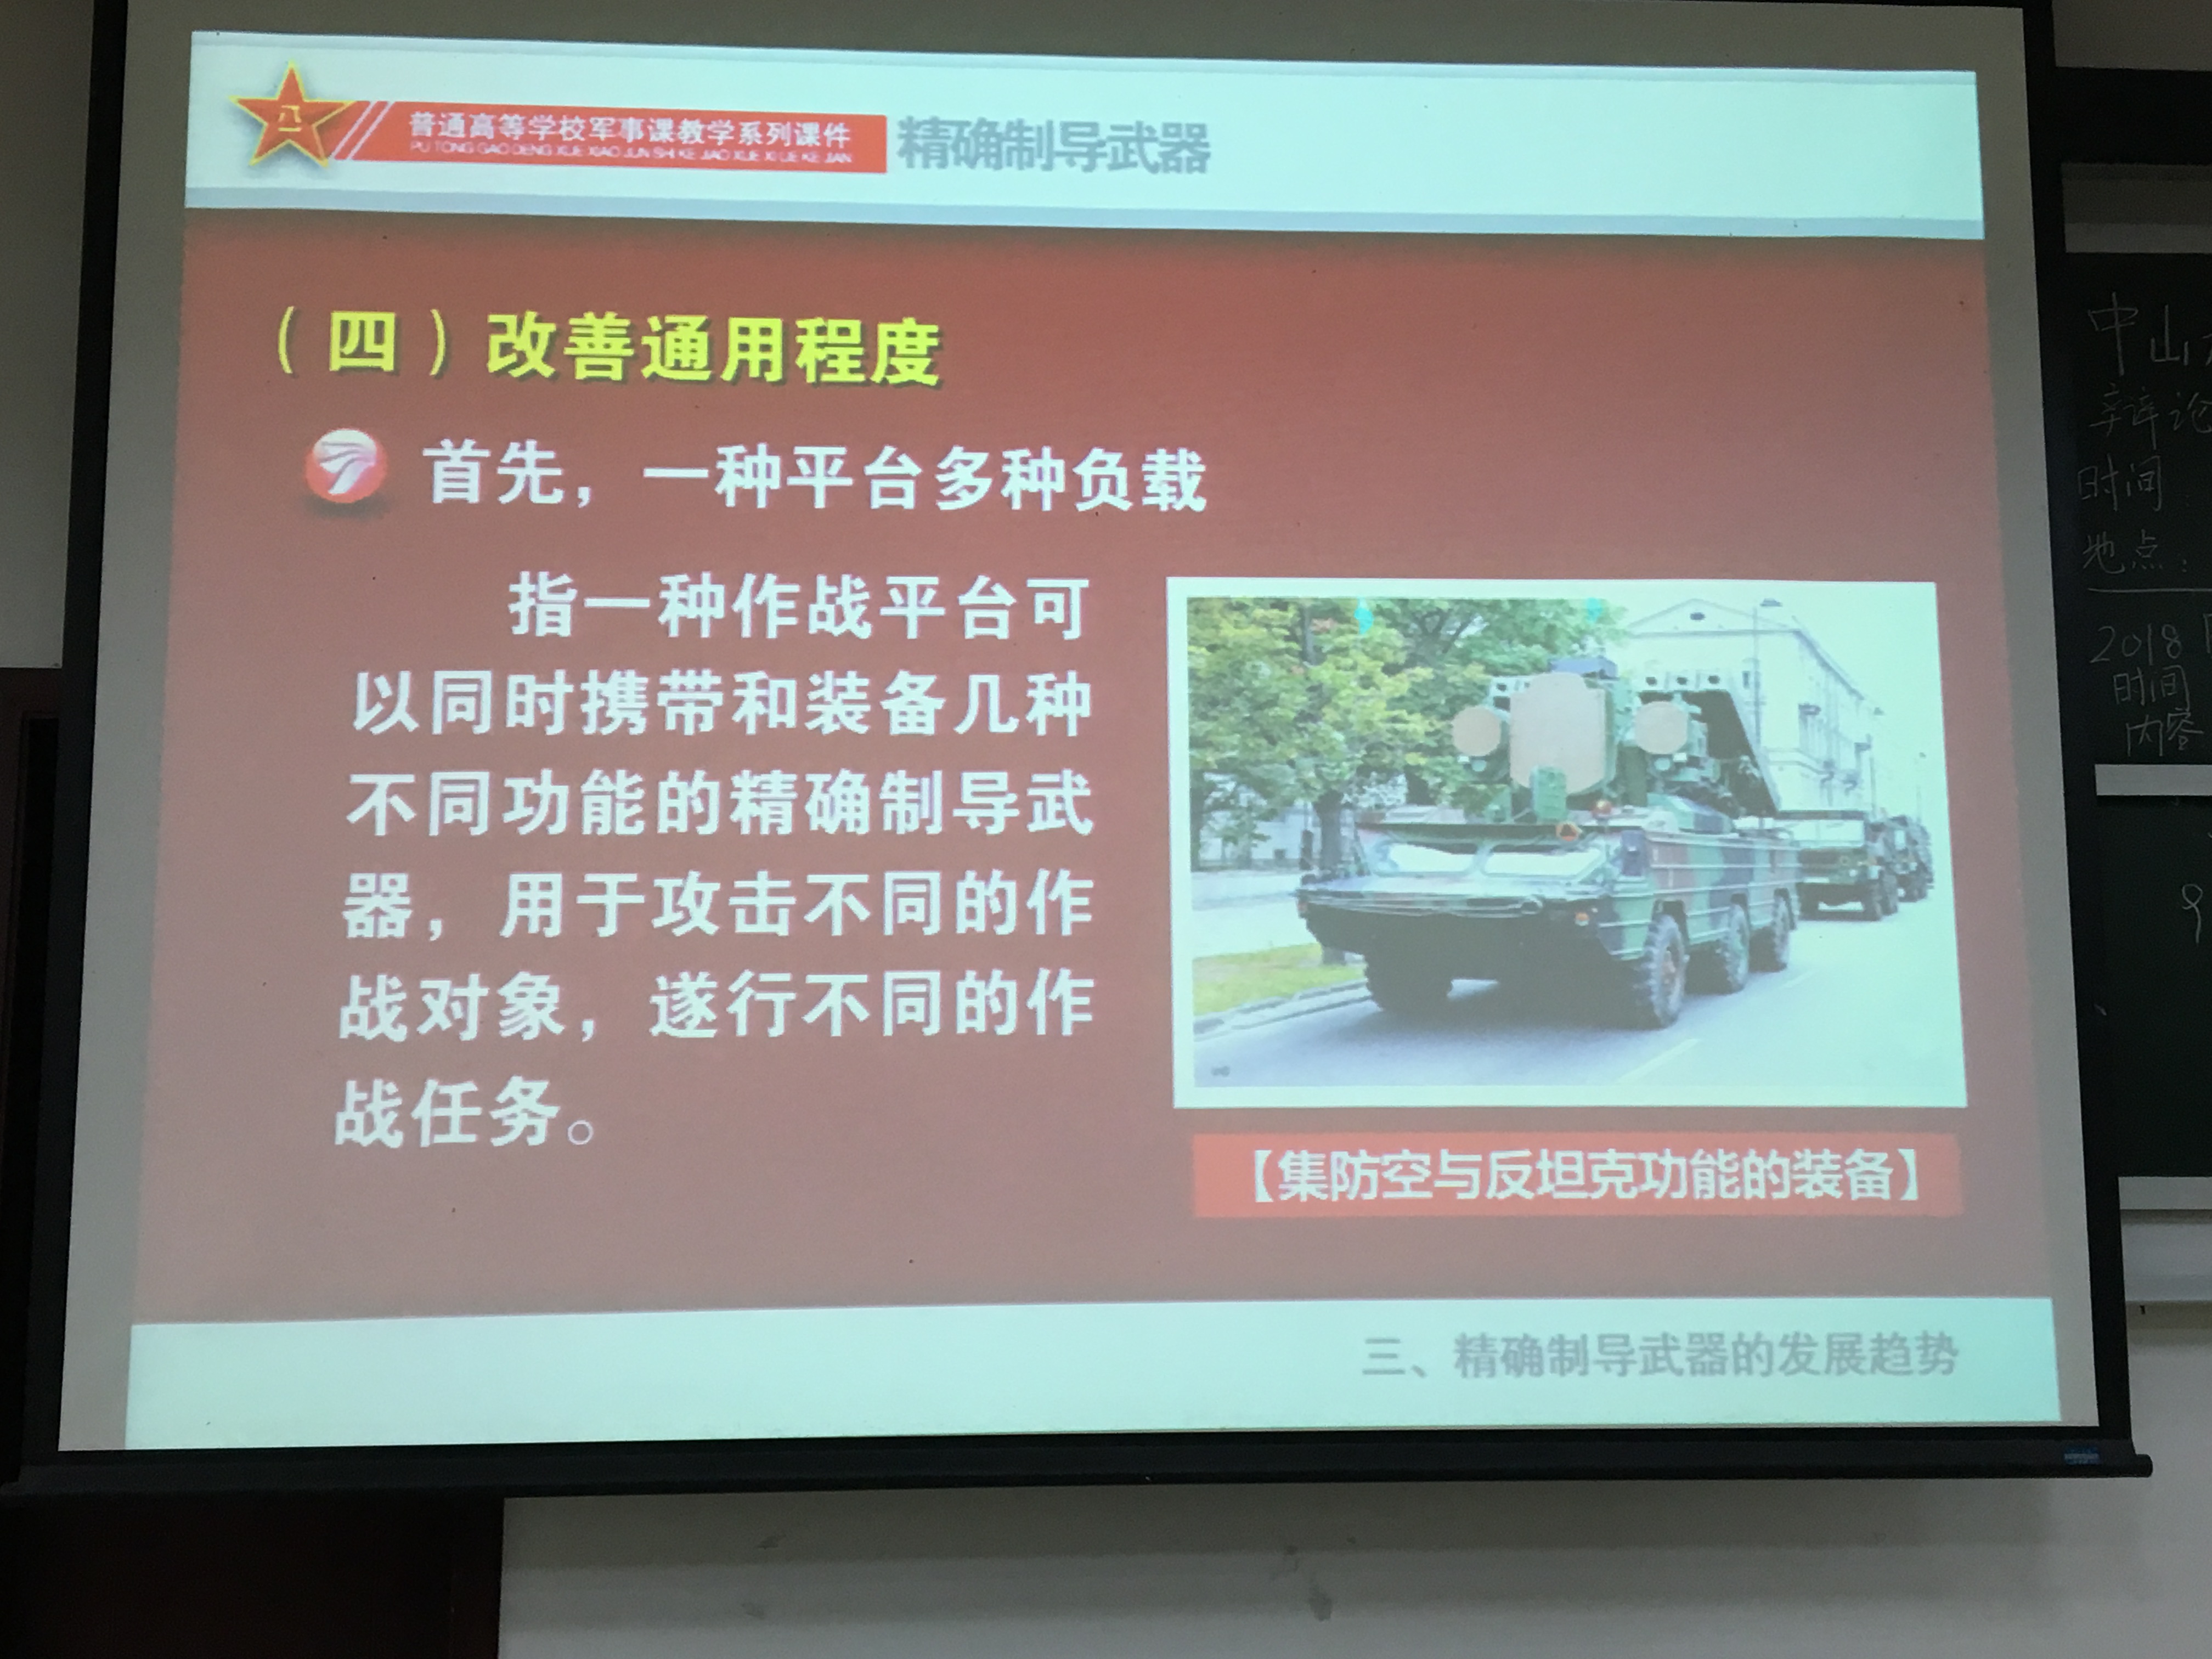 八一
普通高等学校军事课教学系列课件
PU TONG GAO DENG XUE XIAO JUN SHI KE JIAO XUE XI LIE KE JIAN
精确制导武器
（四）改善通用程度
首先，一种平台多种负载
指一种作战平台可
以同时携带和装备几种
不同功能的精确制导武
器，用于攻击不同的作
战对象，遂行不同的作
战任务。
【集防空与反坦克功能的装备】
三、精确制导武器的发展趋势
中山
辩论
时间
地点：
2018
时间
内容